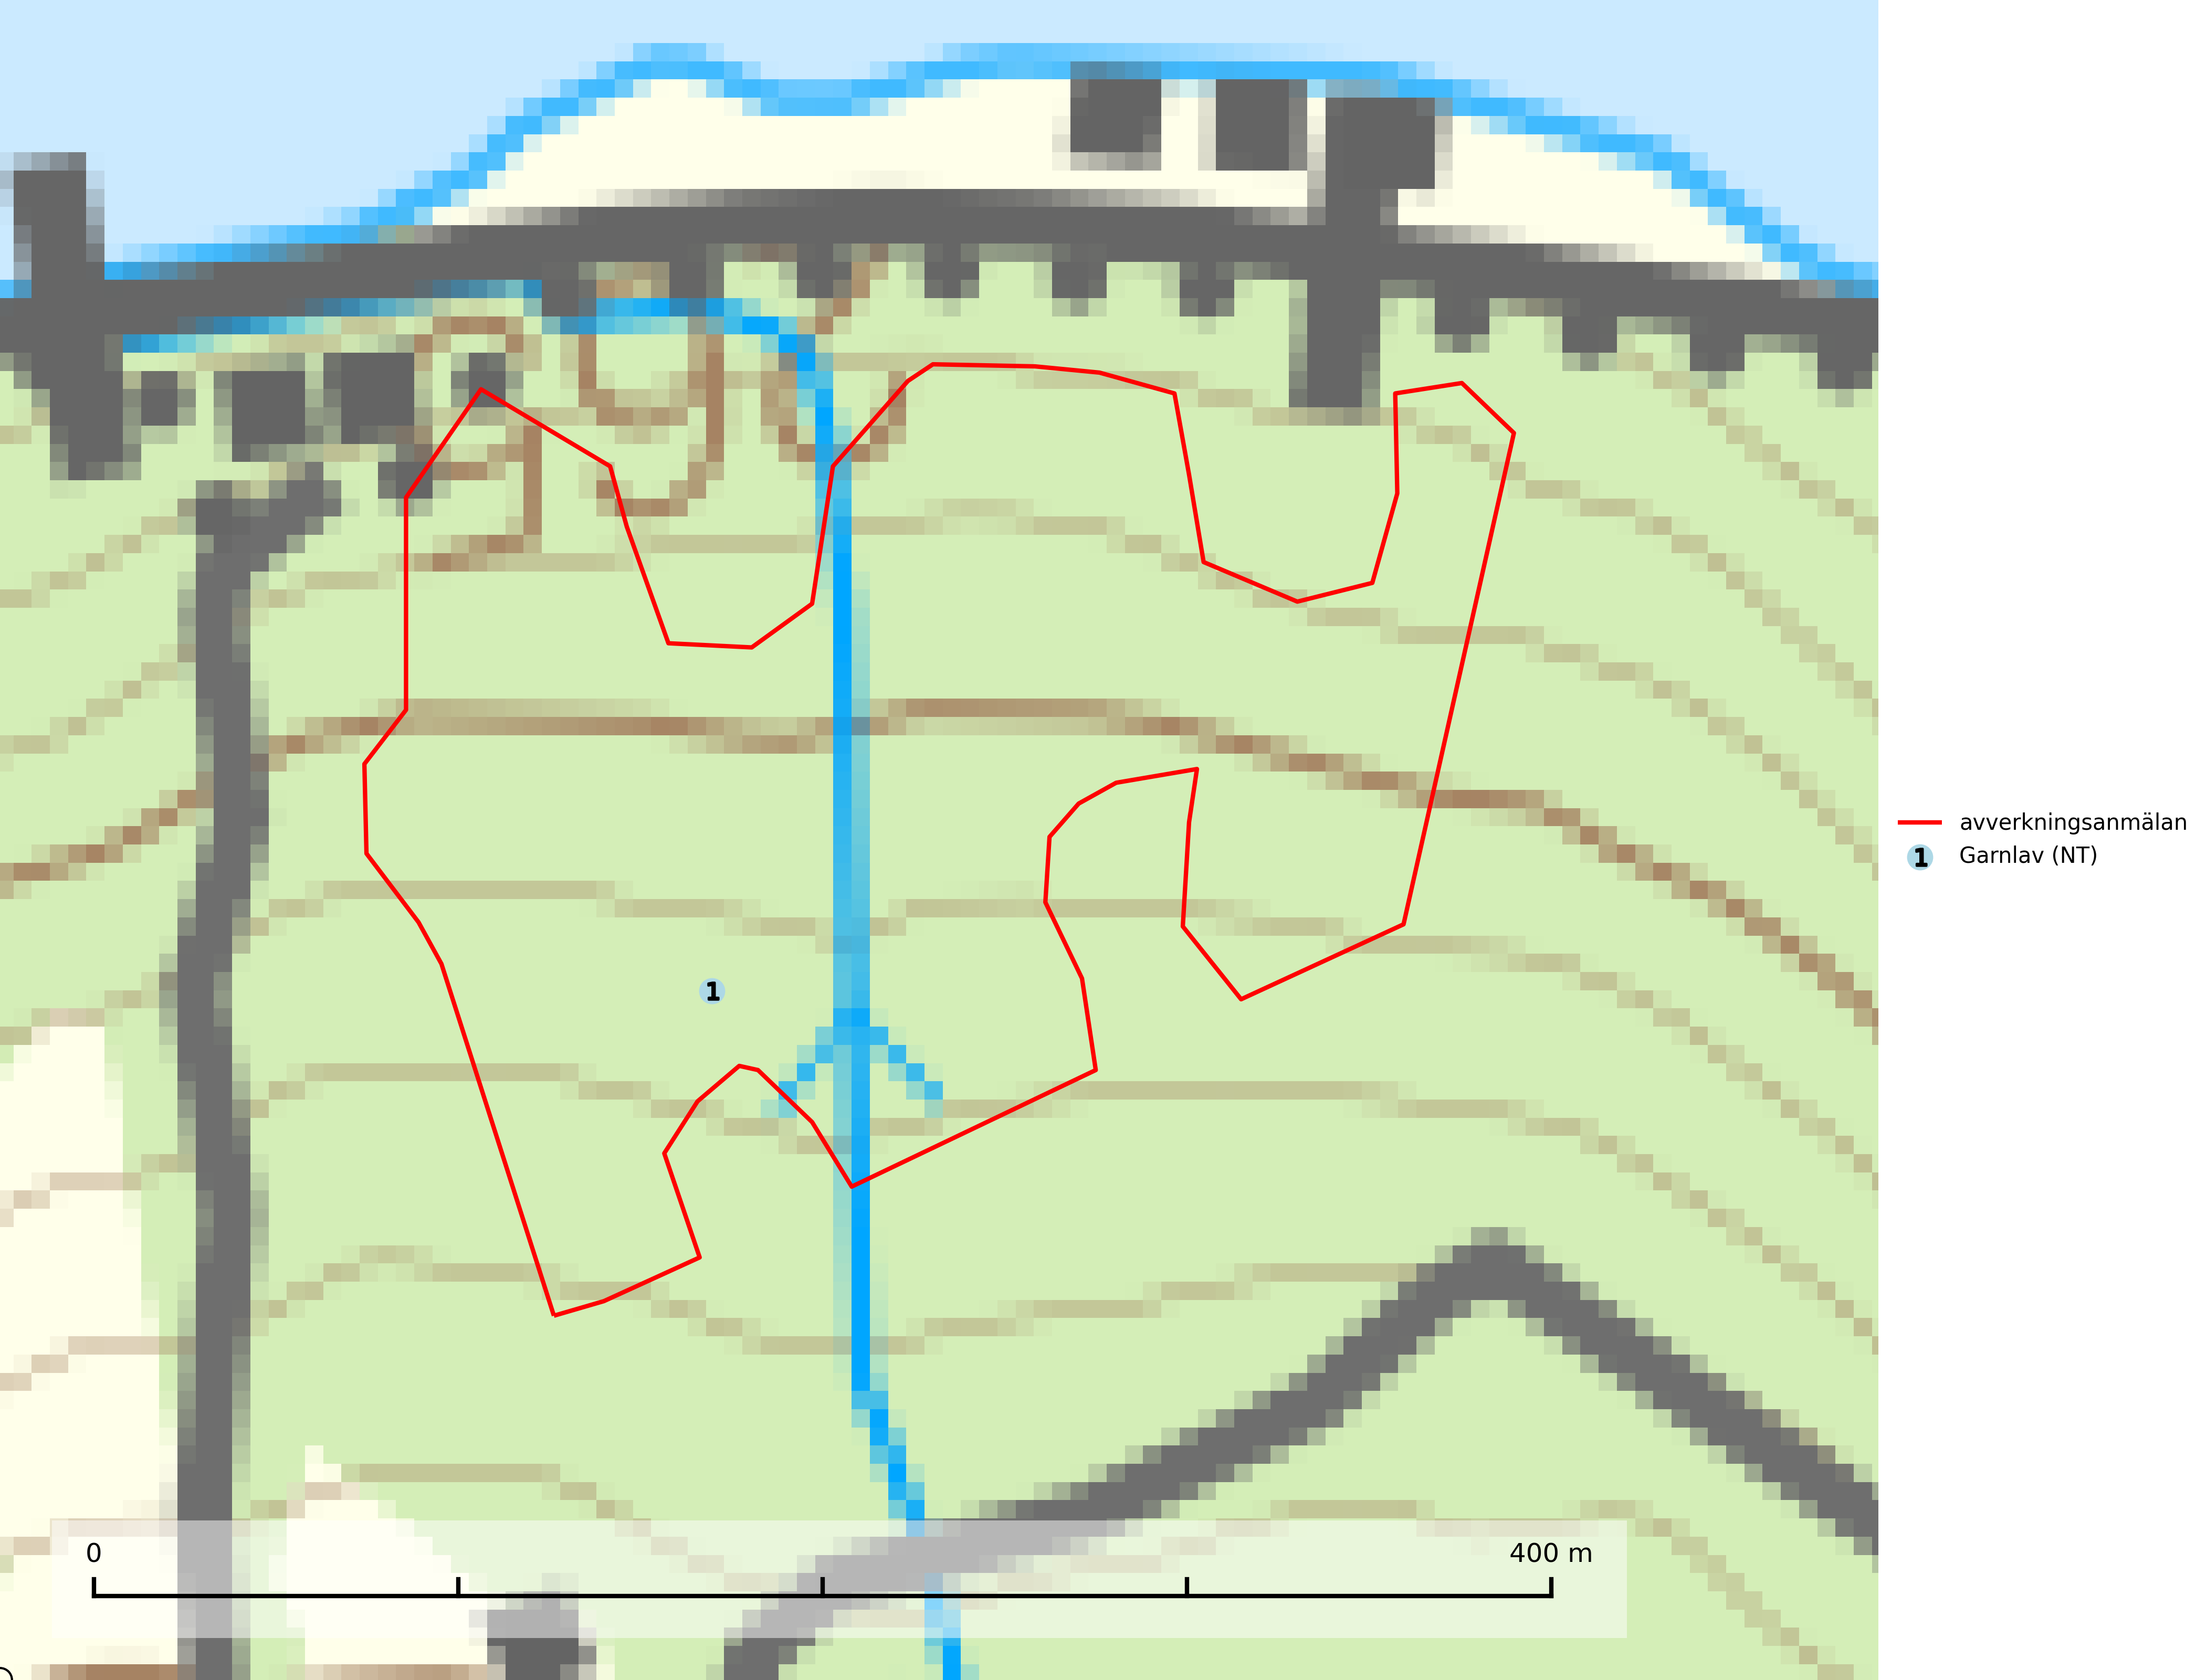 avverkningsanmälan
1 Garnlav (NT)
1
0 400 m